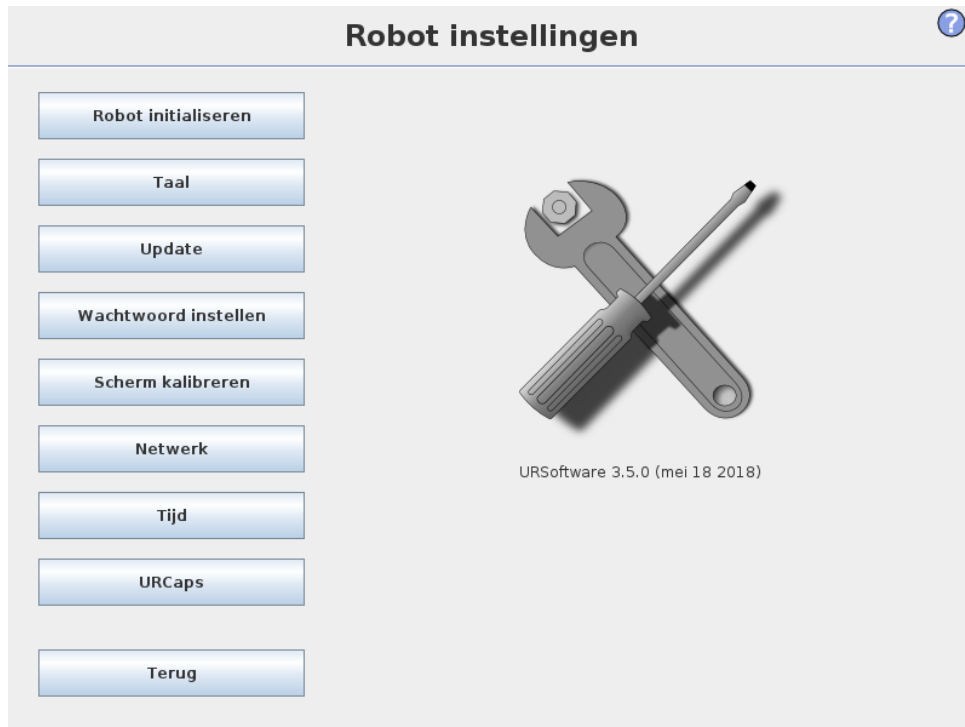 Robot instellingen
?
Robot initialiseren
Taal
Update
Wachtwoord instellen
Scherm kalibreren
Netwerk
Tijd
URCaps
Terug
URSoftware 3.5.0 (mei 18 2018)